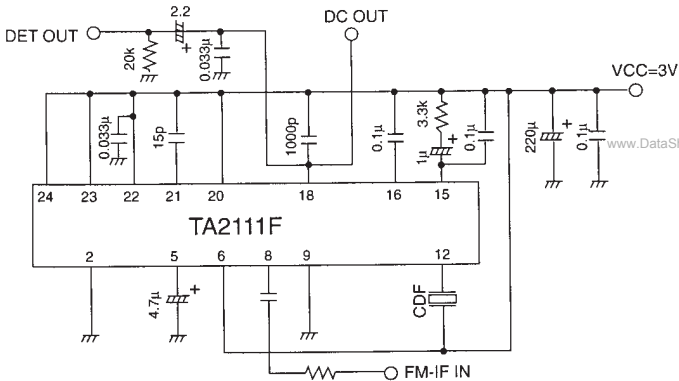 DET OUT
2.2
+
20k
0.033μ
DC OUT
VCC=3V
0.033μ
15p
1000p
0.1μ
3.3k
1μ
+
0.1μ
220μ
+
0.1μ
www.DataSl
24 23 22 21 20 18 16 15
TA2111F
2 5 6 8 9 12
4.7μ
+
CDF
FM-IF IN